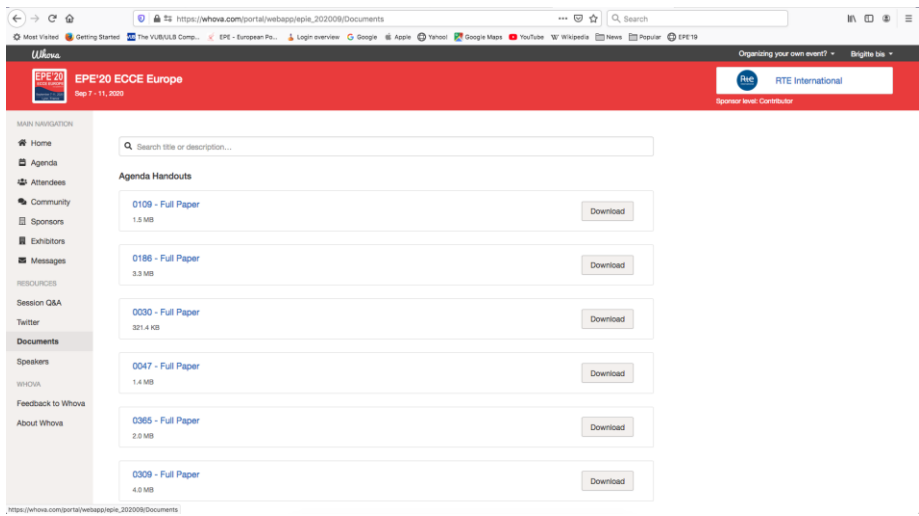 https://whova.com/portal/webapp/epie_202009/Documents
Search
Most Visited Getting Started The VUB/ULB Comp... EPE - European Po... Login overview Google Apple Yahoo! Google Maps YouTube Wikipedia News Popular EPE'19
Whova Organizing your own event? Brigitte bis
EPE'20
EPE'20 ECCE Europe
Sep 7 - 11, 2020
Rte RTE International
Sponsor level: Contributor
MAIN NAVIGATION
Home
Agenda
Attendees
Community
Sponsors
Exhibitors
Messages
RESOURCES
Session Q&A
Twitter
Documents
Speakers
WHOVA
Feedback to Whova
About Whova
Search title or description...
Agenda Handouts
0109 - Full Paper
1.5 MB
Download
0186 - Full Paper
3.3 MB
Download
0030 - Full Paper
321.4 KB
Download
0047 - Full Paper
1.4 MB
Download
0365 - Full Paper
2.0 MB
Download
0309 - Full Paper
4.0 MB
Download
https://whova.com/portal/webapp/epie_202009/Documents